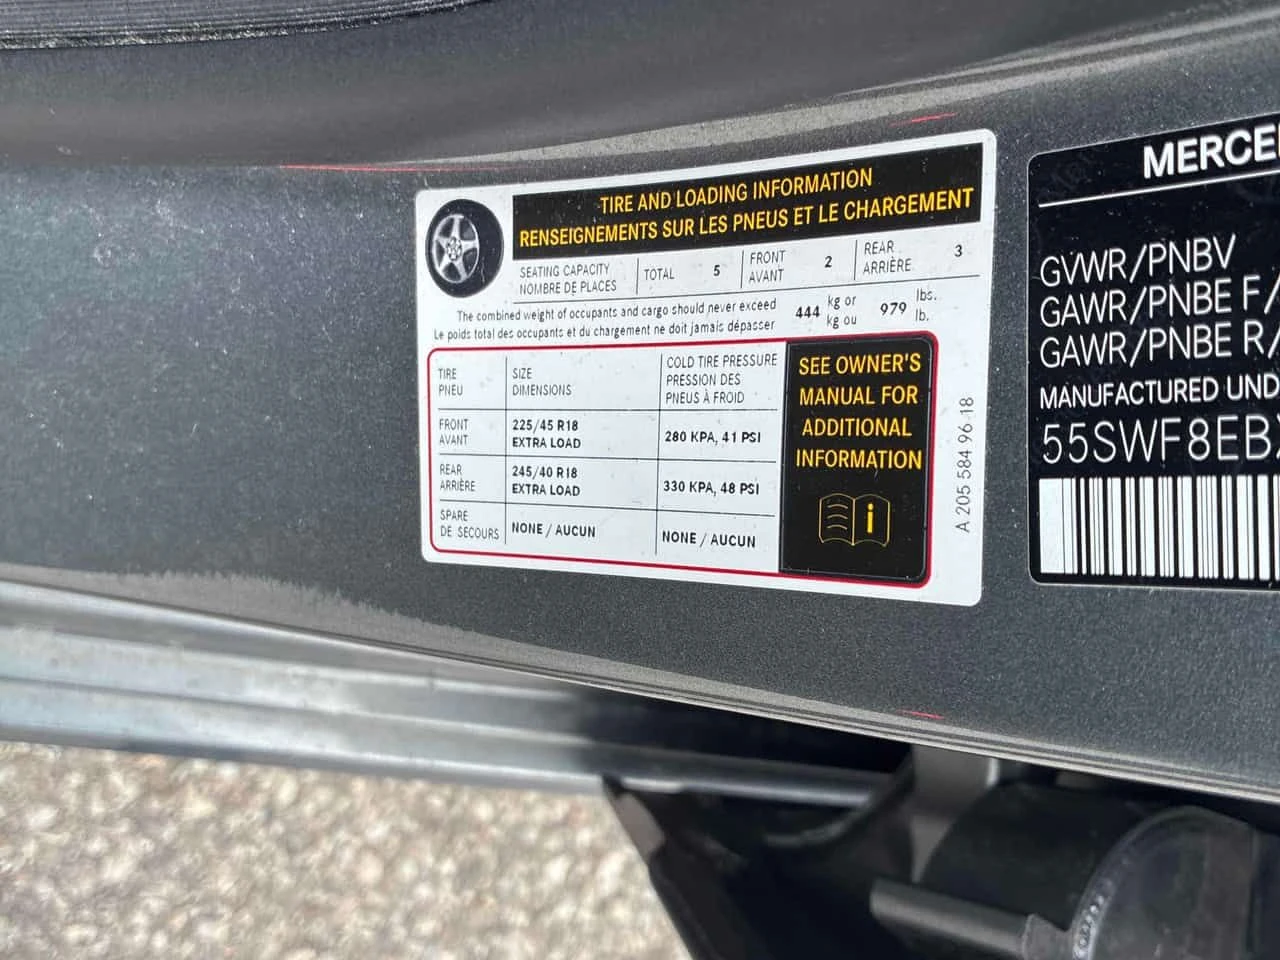 TIRE AND LOADING INFORMATION
RENSEIGNEMENTS SUR LES PNEUS ET LE CHARGEMENT
SEATING CAPACITY
NOMBRE DE PLACES
TOTAL 5
FRONT
AVANT
2
REAR
ARRIÈRE
3
The combined weight of occupants and cargo should never exceed
Le poids total des occupants et du chargement ne doit jamais dépasser
444
kg or
kg ou
979
lbs.
lb.
TIRE
PNEU
SIZE
DIMENSIONS
COLD TIRE PRESSURE
PRESSION DES
PNEUS À FROID
FRONT
AVANT
225/45 R18
EXTRA LOAD
280 KPA, 41 PSI
REAR
ARRIÈRE
245/40 R18
EXTRA LOAD
330 KPA, 48 PSI
SPARE
DE SECOURS
NONE / AUCUN
NONE / AUCUN
SEE OWNER'S
MANUAL FOR
ADDITIONAL
INFORMATION
i
A 205 584 96 18
MERCE
GVWR/PNBV
GAWR/PNBE F/
GAWR/PNBE R/
MANUFACTURED UND
55SWF8EB